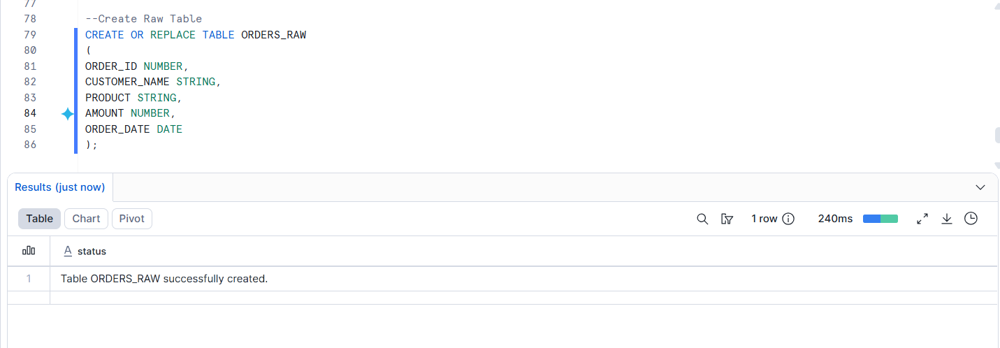 77
78 --Create Raw Table
79 CREATE OR REPLACE TABLE ORDERS_RAW
80 (
81 ORDER_ID NUMBER,
82 CUSTOMER_NAME STRING,
83 PRODUCT STRING,
84 AMOUNT NUMBER,
85 ORDER_DATE DATE
86 );
Results (just now)
Table Chart Pivot 1 row 240ms
A status
1 Table ORDERS_RAW successfully created.